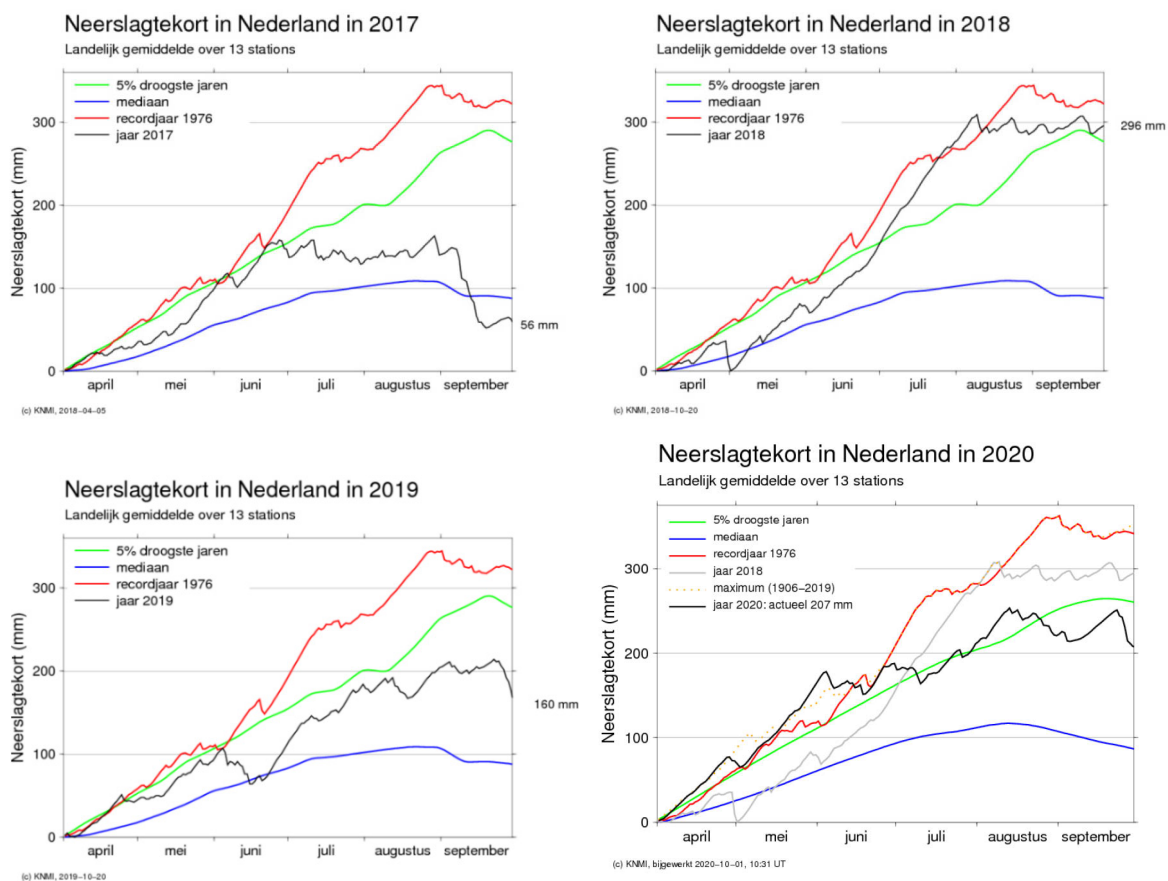 Neerslagtekort in Nederland in 2017
Landelijk gemiddelde over 13 stations
5% droogste jaren
mediaan
recordjaar 1976
jaar 2017
Neerslagtekort (mm)
300
200
100
0
april mei juni juli augustus september
56 mm
(c) KNMI, 2018-04-05
Neerslagtekort in Nederland in 2018
Landelijk gemiddelde over 13 stations
5% droogste jaren
mediaan
recordjaar 1976
jaar 2018
Neerslagtekort (mm)
300
200
100
0
april mei juni juli augustus september
296 mm
(c) KNMI, 2018-10-20
Neerslagtekort in Nederland in 2019
Landelijk gemiddelde over 13 stations
5% droogste jaren
mediaan
recordjaar 1976
jaar 2019
Neerslagtekort (mm)
300
200
100
0
april mei juni juli augustus september
160 mm
(c) KNMI, 2019-10-20
Neerslagtekort in Nederland in 2020
Landelijk gemiddelde over 13 stations
5% droogste jaren
mediaan
recordjaar 1976
jaar 2018
maximum (1906-2019)
jaar 2020: actueel 207 mm
Neerslagtekort (mm)
300
200
100
0
april mei juni juli augustus september
(c) KNMI, bijgewerkt 2020-10-01, 10:31 UT